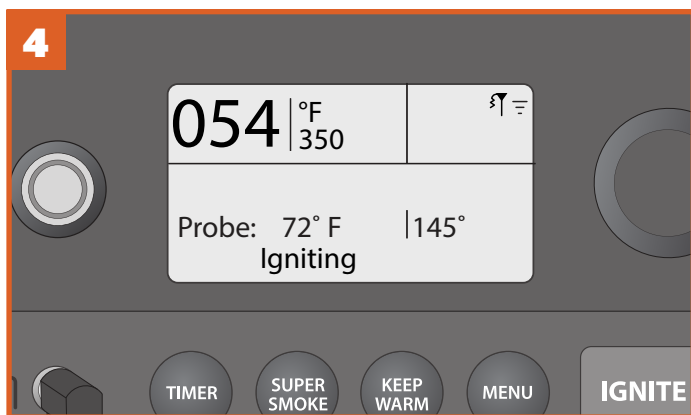 4
054 °F
350
Probe: 72° F 145°
Igniting
TIMER
SUPER
SMOKE
KEEP
WARM
MENU
IGNITE